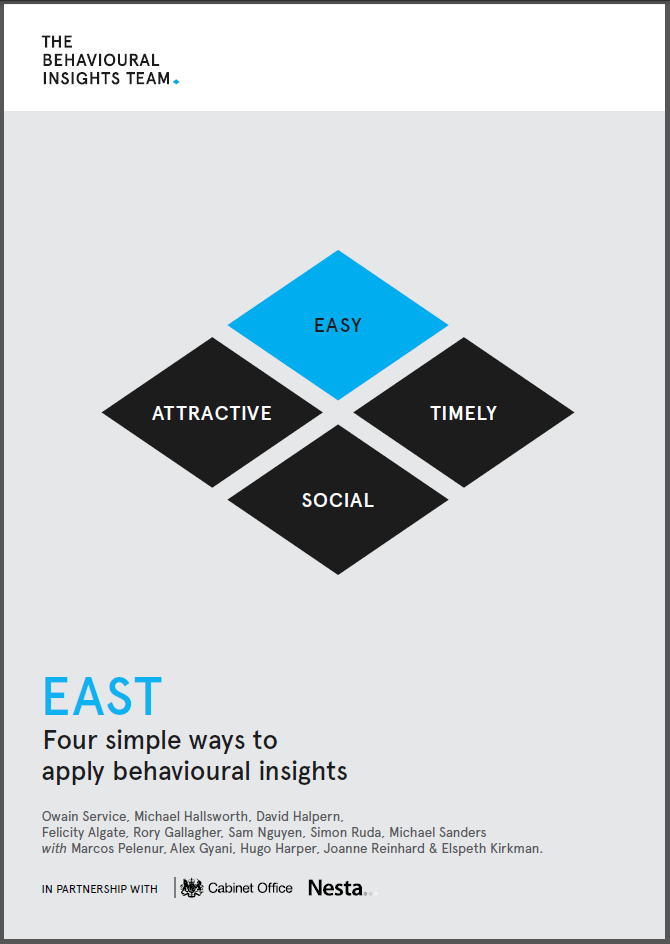 THE
BEHAVIOURAL
INSIGHTS TEAM
EASY
ATTRACTIVE
TIMELY
SOCIAL
EAST
Four simple ways to
apply behavioural insights
Owain Service, Michael Hallsworth, David Halpern,
Felicity Algate, Rory Gallagher, Sam Nguyen, Simon Ruda, Michael Sanders
with Marcos Pelenur, Alex Gyani, Hugo Harper, Joanne Reinhard & Elspeth Kirkman.
IN PARTNERSHIP WITH Cabinet Office Nesta...